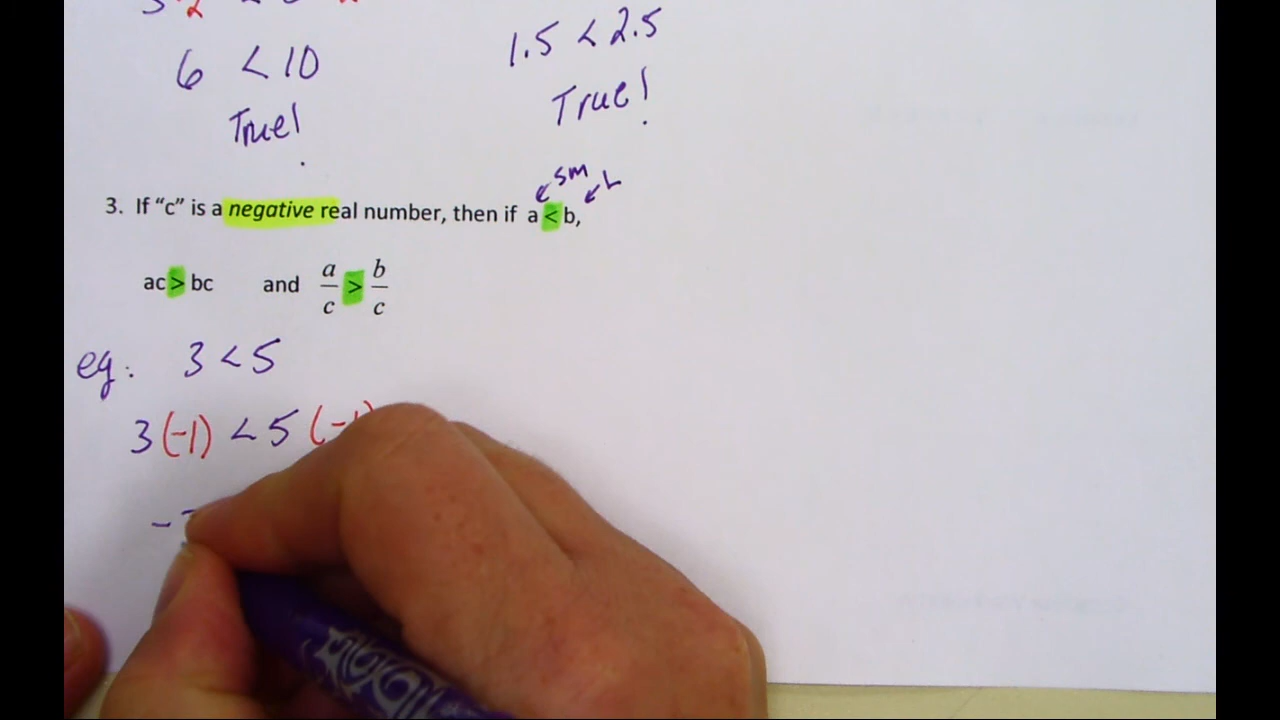 6 < 10
1.5 < 2.5
True!
True!
sm
L
3. If “c” is a negative real number, then if a < b,
ac > bc and a/c > b/c
eg: 3 < 5
3(-1) < 5(-1)
-